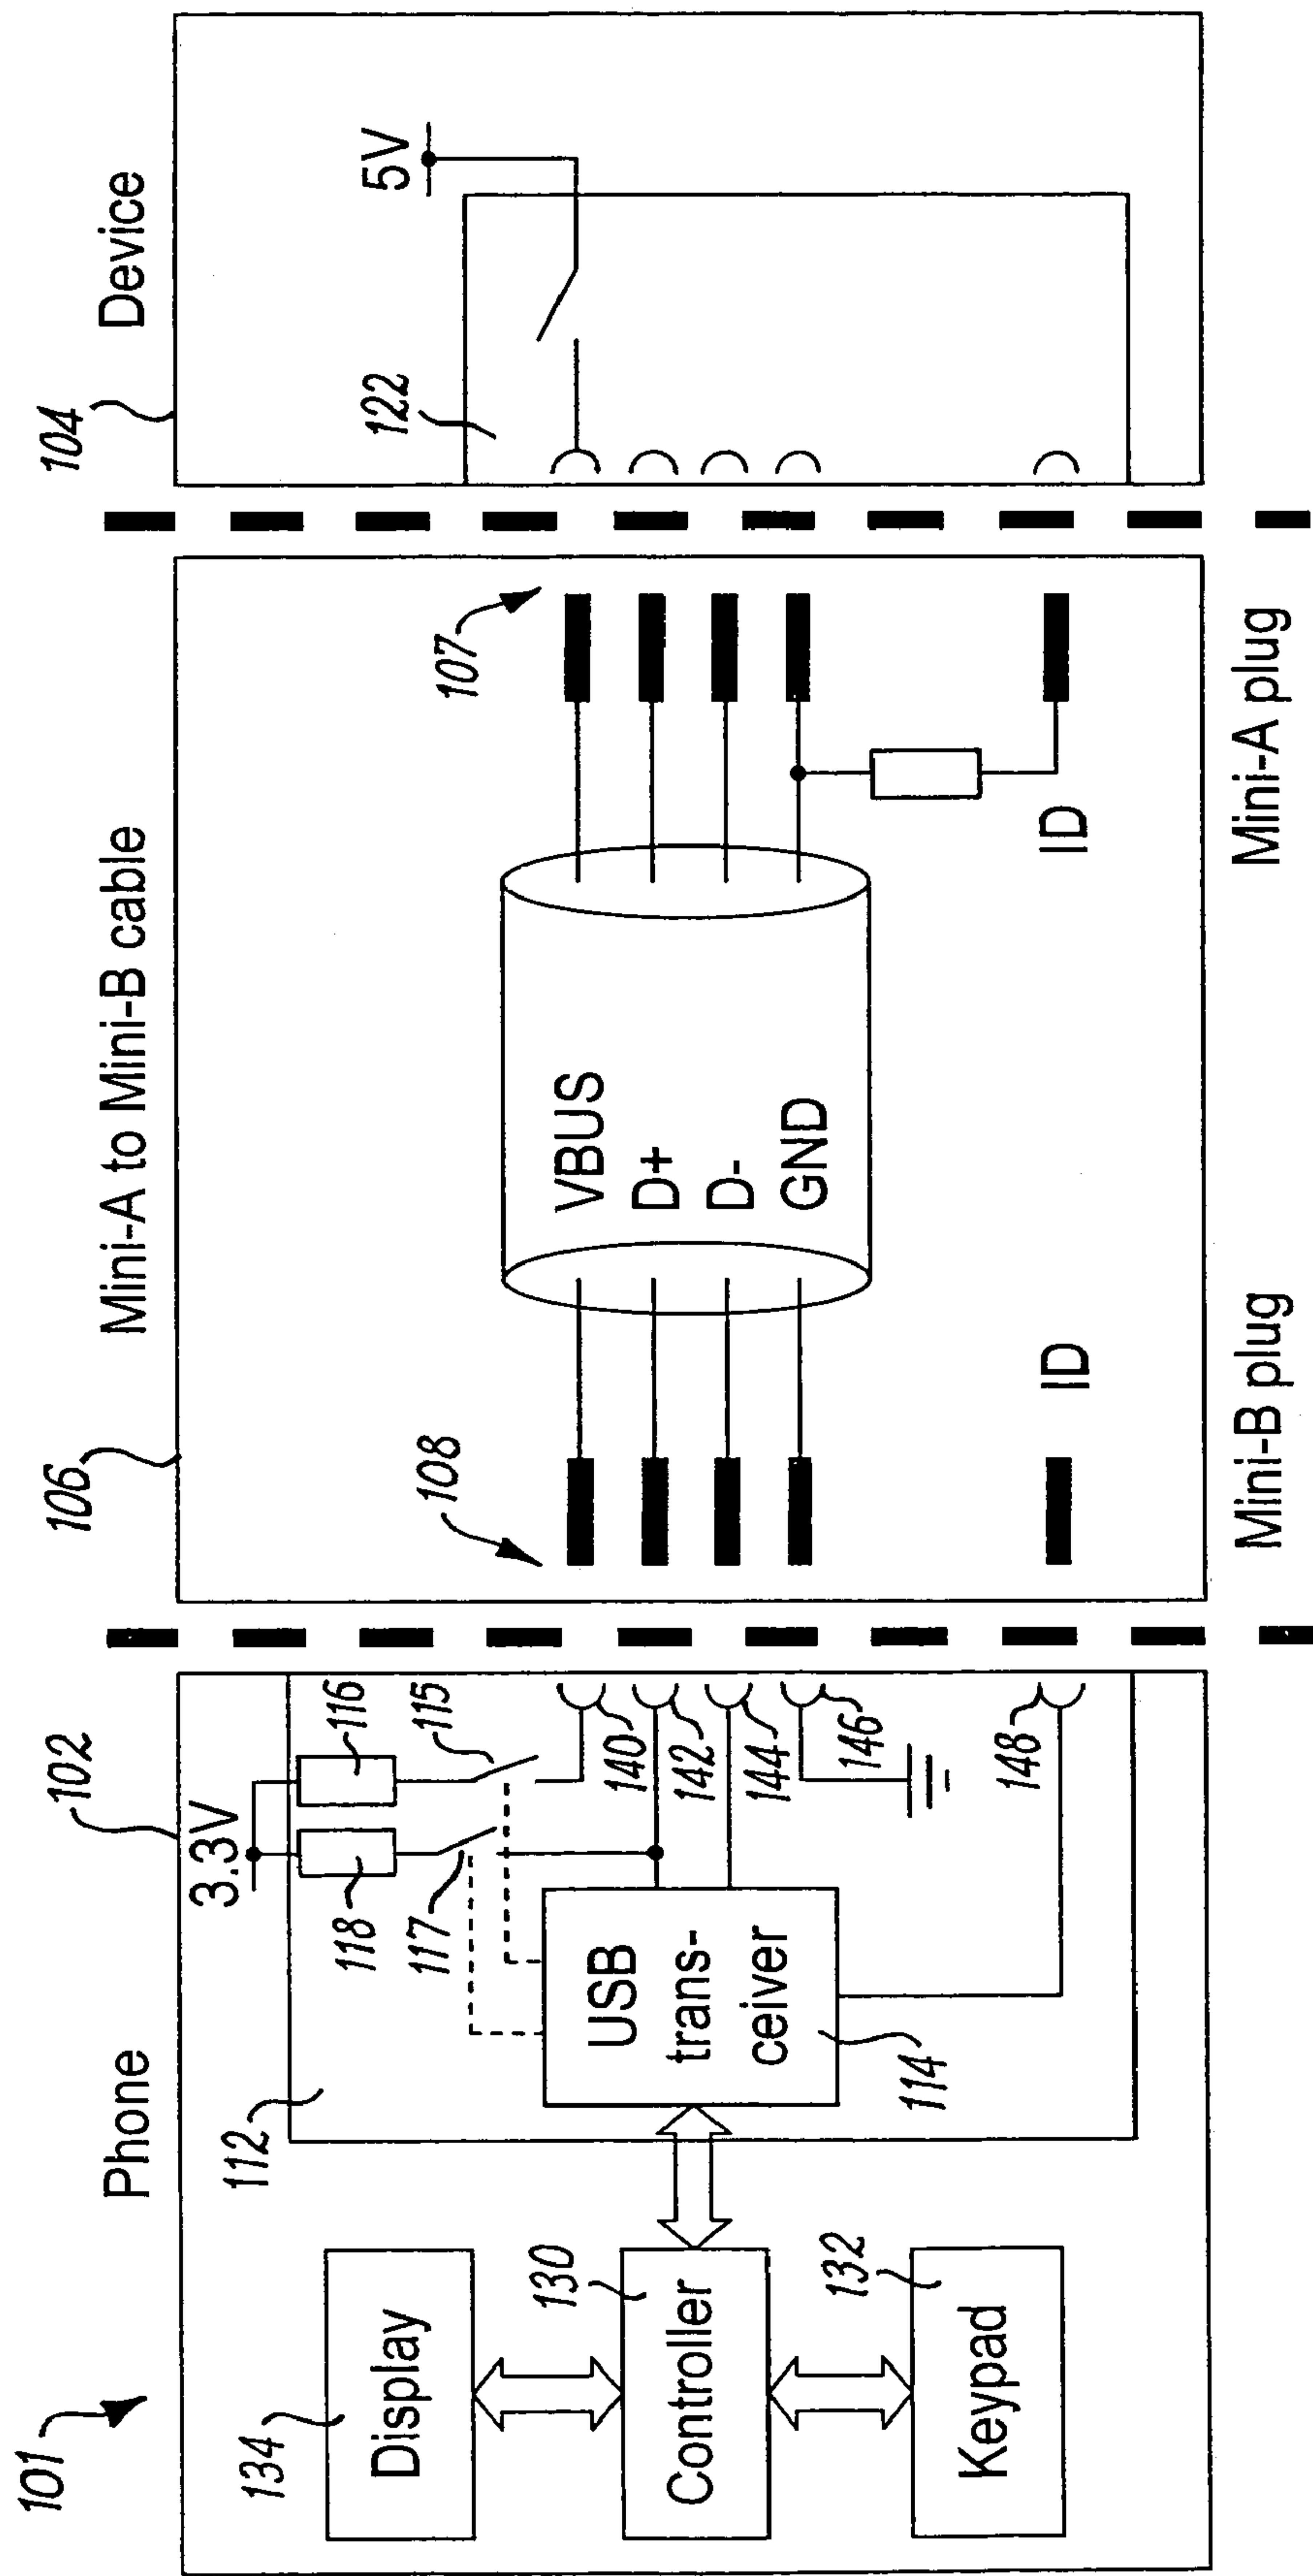 101
Phone
102
134
Display
130
Controller
132
Keypad
112
3.3V
116
118
115
117
USB
trans-
ceiver
114
140
142
144
146
148
Mini-A to Mini-B cable
106
108
VBUS
D+
D-
GND
ID
107
ID
Mini-B plug
Mini-A plug
Device
104
122
5V